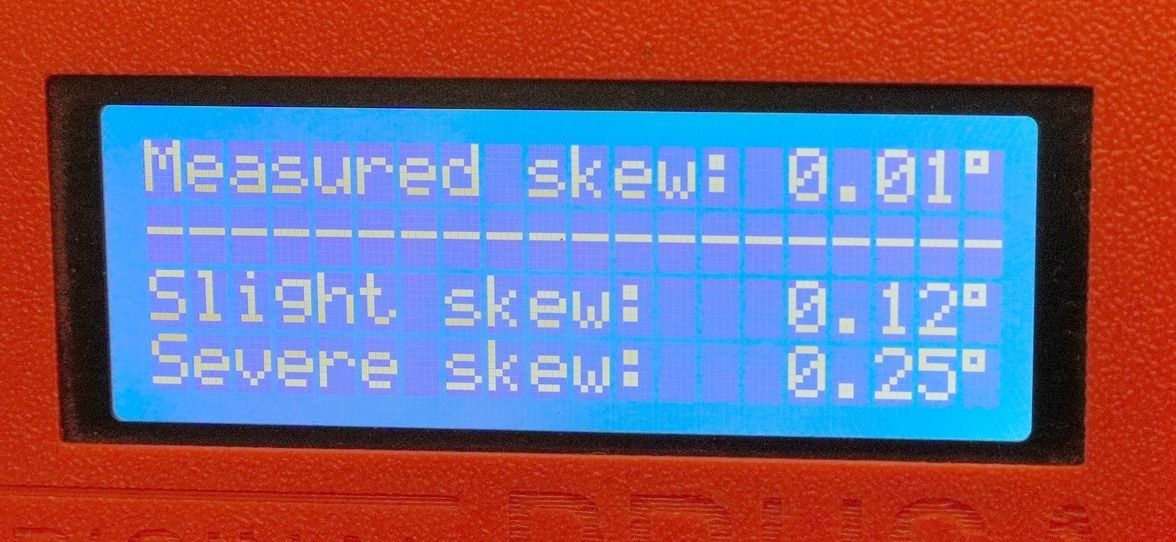 Measured skew: 0.01°
────────────────────
Slight skew: 0.12°
Severe skew: 0.25°